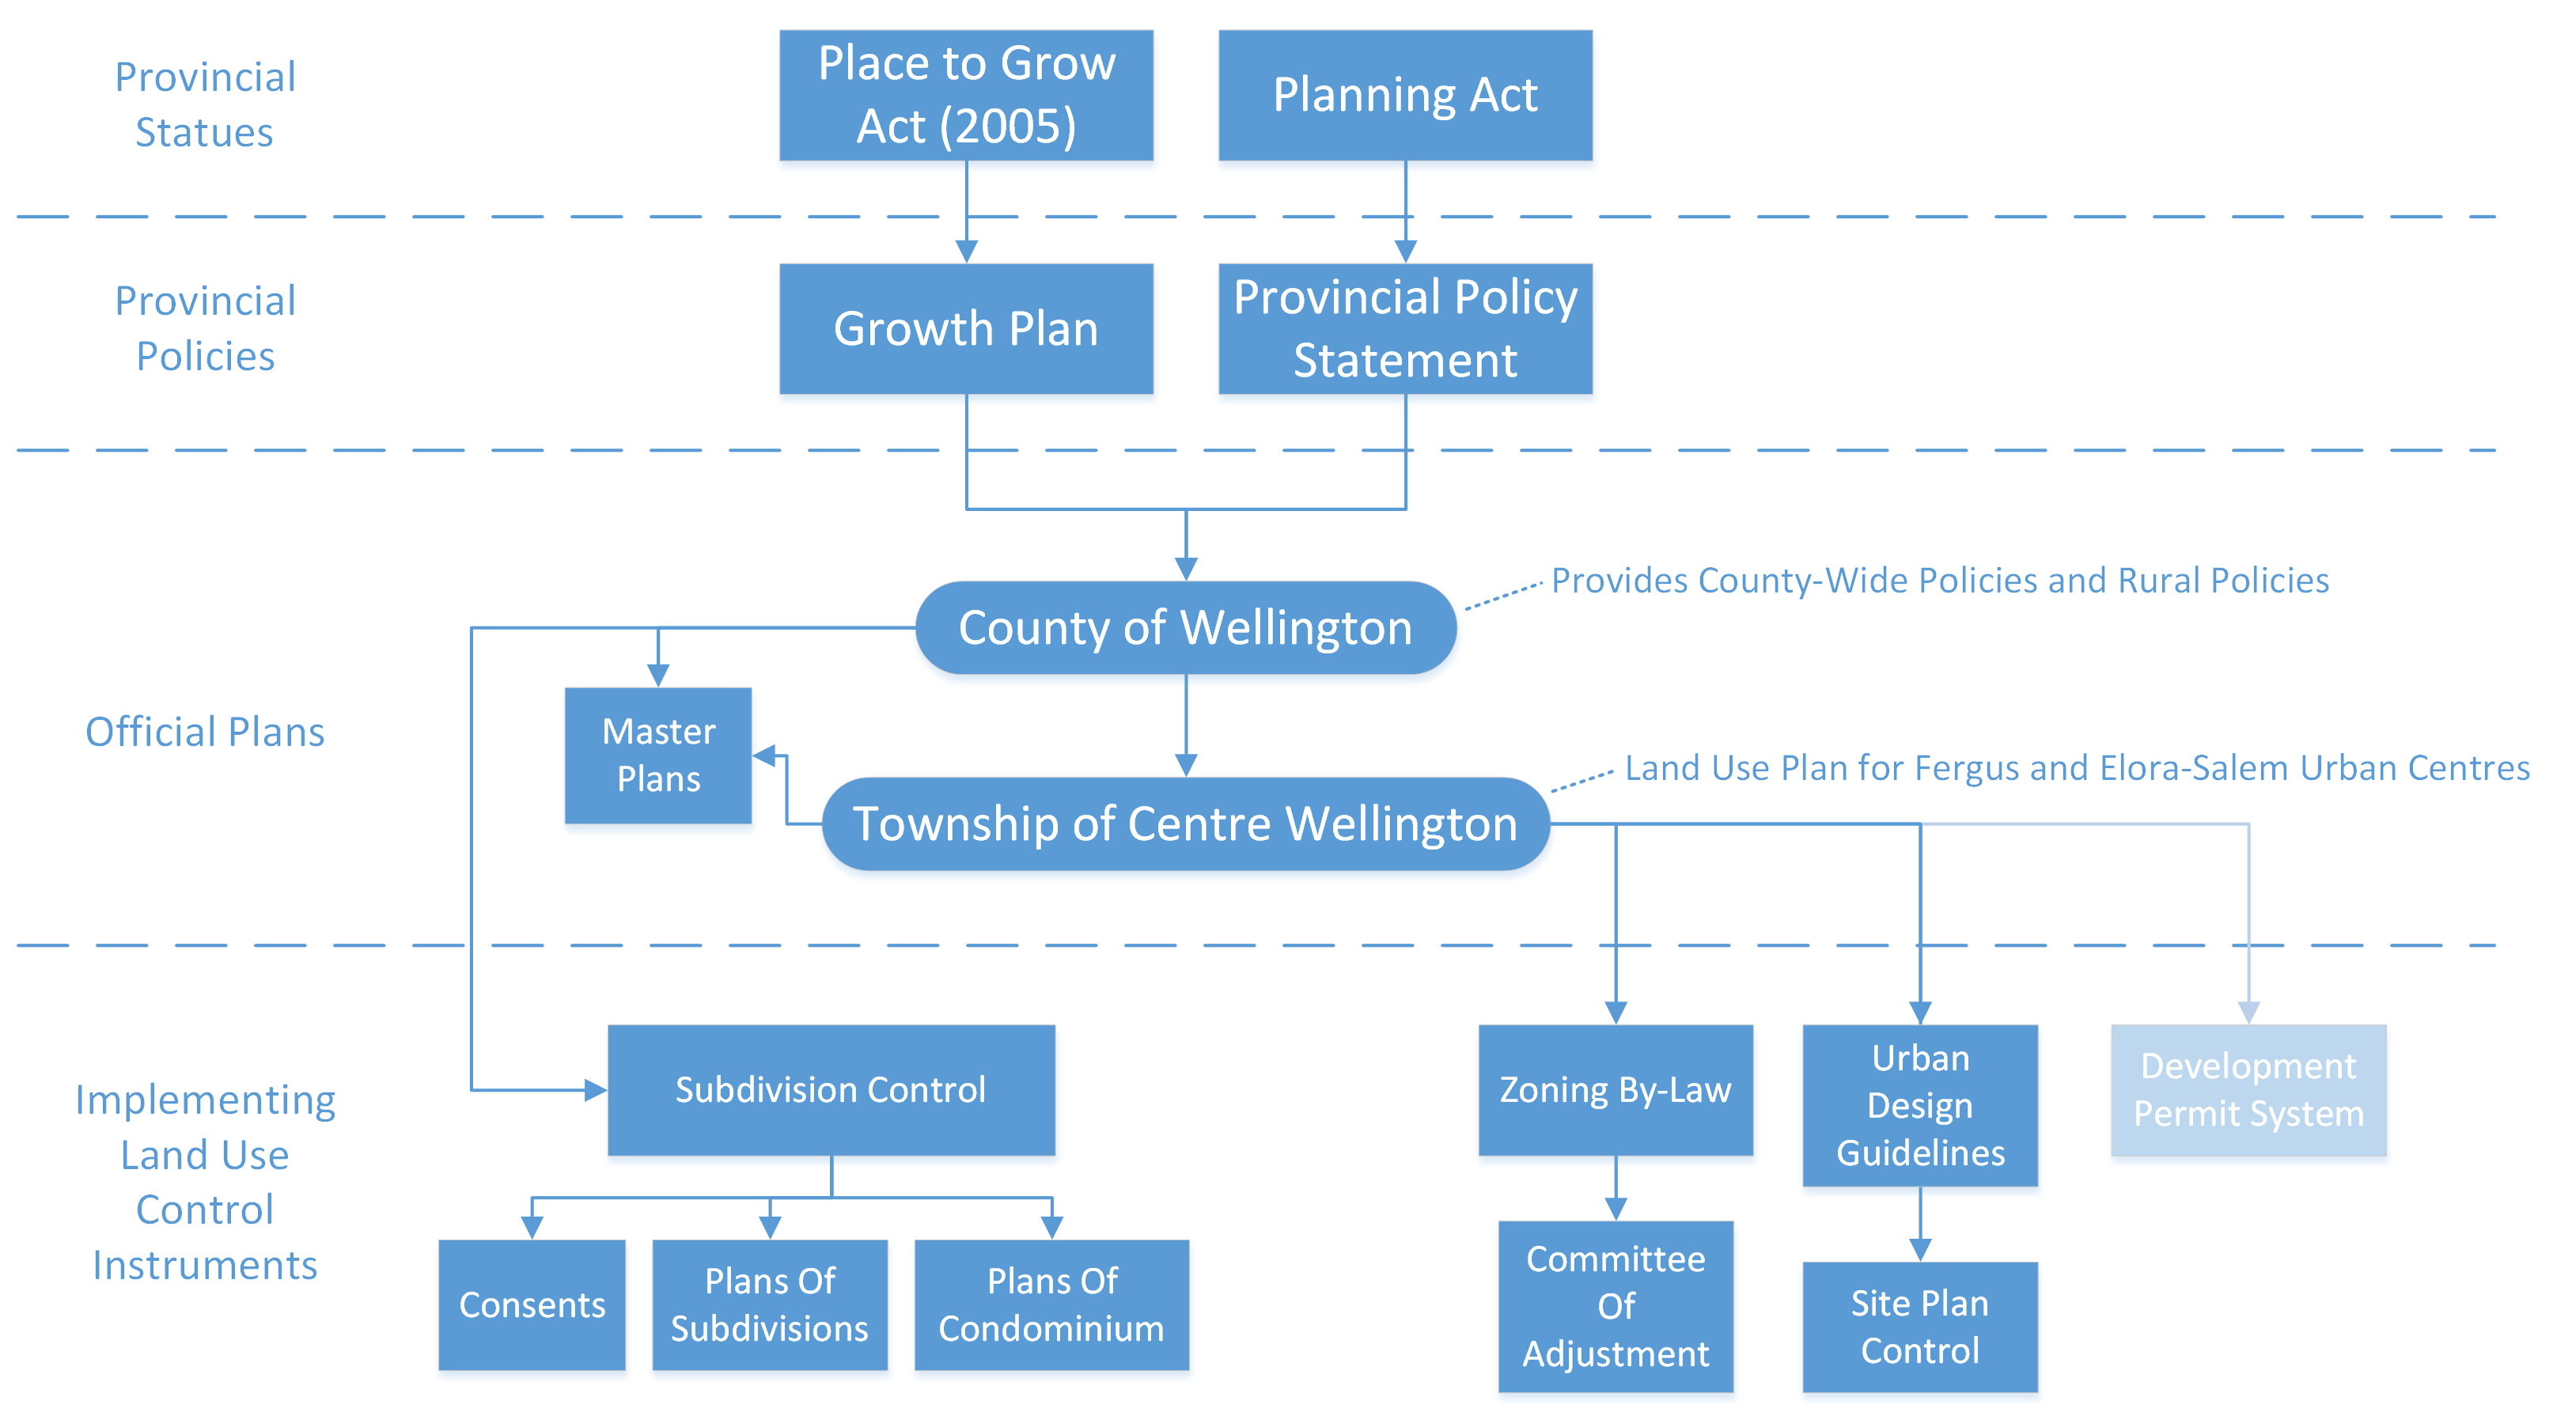 Provincial
Statues
Place to Grow
Act (2005)
Planning Act
Provincial
Policies
Growth Plan
Provincial Policy
Statement
County of Wellington
Provides County-Wide Policies and Rural Policies
Official Plans
Master
Plans
Township of Centre Wellington
Land Use Plan for Fergus and Elora-Salem Urban Centres
Implementing
Land Use
Control
Instruments
Subdivision Control
Zoning By-Law
Urban
Design
Guidelines
Development
Permit System
Consents
Plans Of
Subdivisions
Plans Of
Condominium
Committee
Of
Adjustment
Site Plan
Control